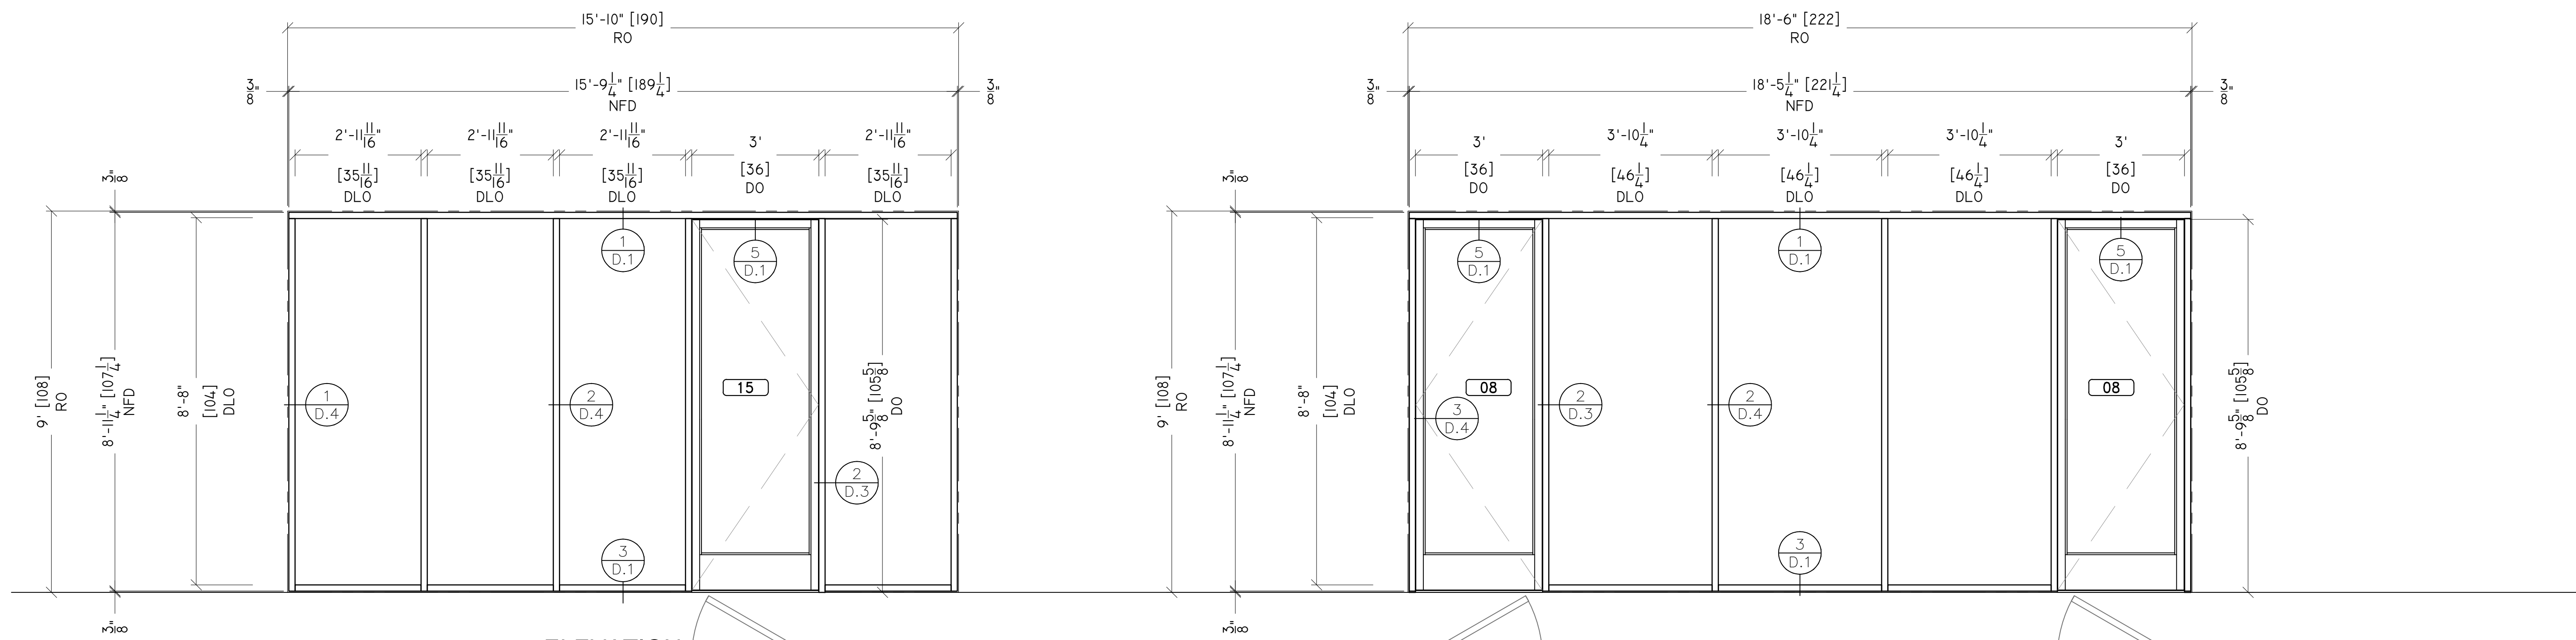 15'-10" [190]
RO
3/8"
15'-9 1/4" [189 1/4]
NFD
3/8"
2'-11 11/16"
2'-11 11/16"
2'-11 11/16"
3'
2'-11 11/16"
[35 11/16]
[35 11/16]
[35 11/16]
[36]
[35 11/16]
DLO
DLO
DLO
DO
DLO
3/8"
9' [108]
RO
8'-11 1/4" [107 1/4]
NFD
8'-8"
[104]
DLO
3/8"
1
D.1
5
D.1
15
1
D.4
2
D.4
8'-9 5/8" [105 5/8]
DO
2
D.3
3
D.1
18'-6" [222]
RO
3/8"
18'-5 1/4" [221 1/4]
NFD
3/8"
3'
3'-10 1/4"
3'-10 1/4"
3'-10 1/4"
3'
[36]
[46 1/4]
[46 1/4]
[46 1/4]
[36]
DO
DLO
DLO
DLO
DO
3/8"
9' [108]
RO
8'-11 1/4" [107 1/4]
NFD
8'-8"
[104]
DLO
3/8"
5
D.1
1
D.1
5
D.1
08
08
3
D.4
2
D.3
2
D.4
3
D.1
8'-9 5/8" [105 5/8]
DO